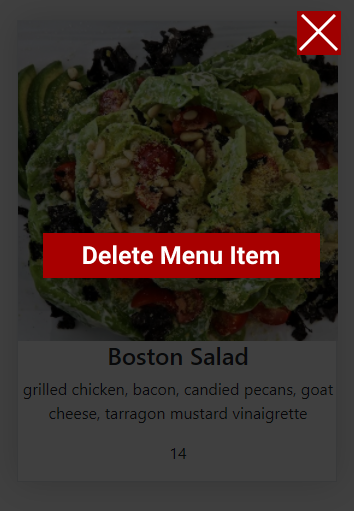 Delete Menu Item
Boston Salad
grilled chicken, bacon, candied pecans, goat
cheese, tarragon mustard vinaigrette
14